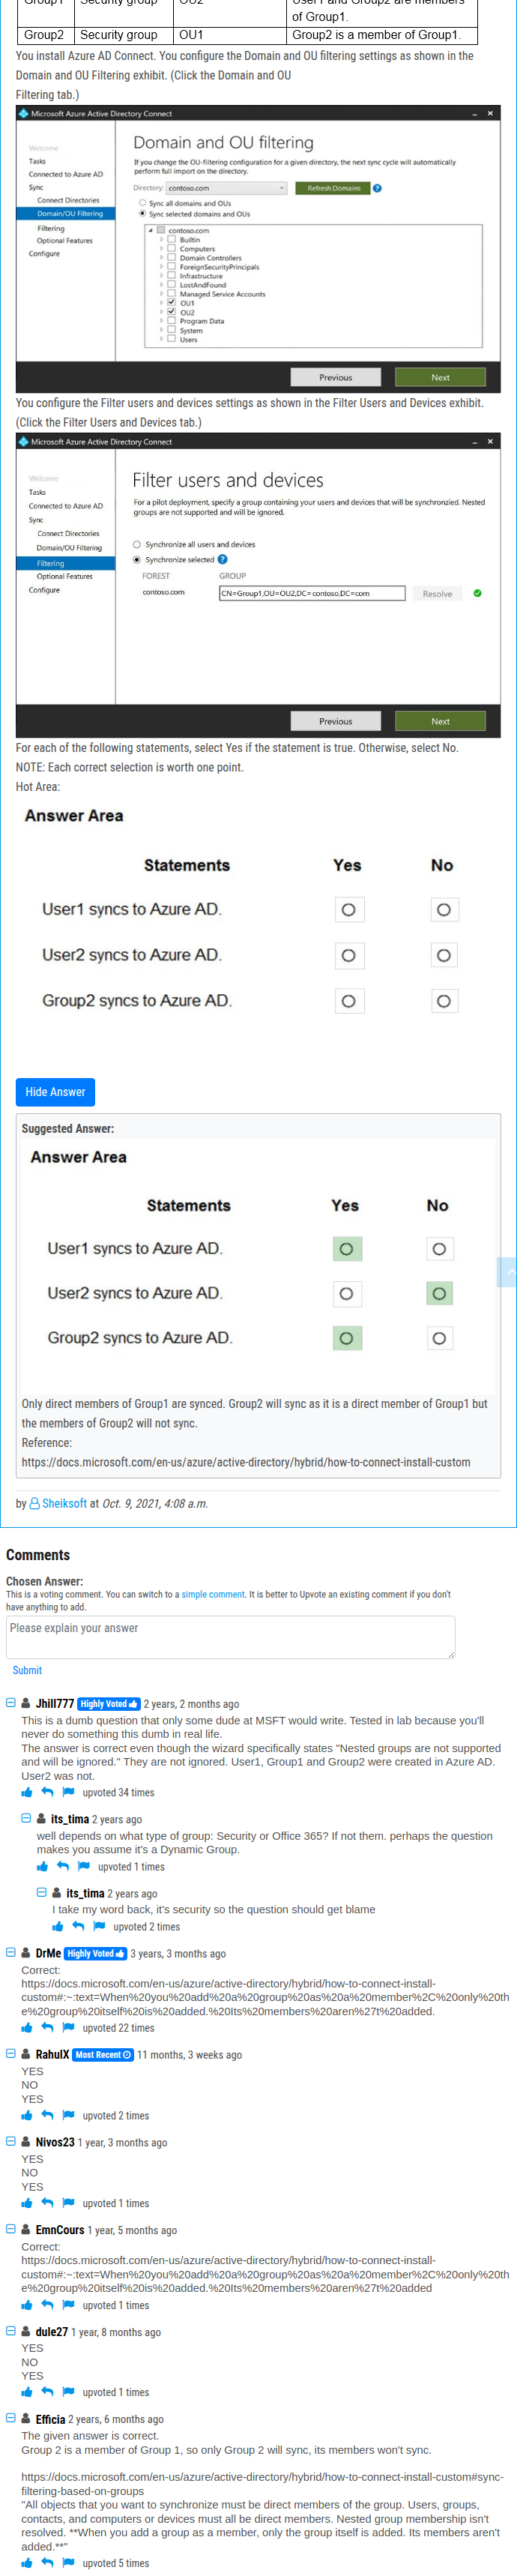 Group1 Security group OU2 User1 and Group2 are members
of Group1.
Group2 Security group OU1 Group2 is a member of Group1.
You install Azure AD Connect. You configure the Domain and OU filtering settings as shown in the
Domain and OU Filtering exhibit. (Click the Domain and OU
Filtering tab.)
Microsoft Azure Active Directory Connect
Welcome
Tasks
Connected to Azure AD
Sync
Connect Directories
Domain/OU Filtering
Filtering
Optional Features
Configure
Domain and OU filtering
If you change the OU-filtering configuration for a given directory, the next sync cycle will automatically
perform full import on the directory.
Directory: contoso.com Refresh Domains ?
Sync all domains and OUs
Sync selected domains and OUs
contoso.com
Builtin
Computers
Domain Controllers
ForeignSecurityPrincipals
Infrastructure
LostAndFound
Managed Service Accounts
OU1
OU2
Program Data
System
Users
Previous Next
You configure the Filter users and devices settings as shown in the Filter Users and Devices exhibit.
(Click the Filter Users and Devices tab.)
Microsoft Azure Active Directory Connect
Welcome
Tasks
Connected to Azure AD
Sync
Connect Directories
Domain/OU Filtering
Filtering
Optional Features
Configure
Filter users and devices
For a pilot deployment, specify a group containing your users and devices that will be synchronzied. Nested
groups are not supported and will be ignored.
Synchronize all users and devices
Synchronize selected ?
FOREST GROUP
contoso.com CN=Group1,OU=OU2,DC=contoso,DC=com Resolve
Previous Next
For each of the following statements, select Yes if the statement is true. Otherwise, select No.
NOTE: Each correct selection is worth one point.
Hot Area:
Answer Area
Statements Yes No
User1 syncs to Azure AD.
User2 syncs to Azure AD.
Group2 syncs to Azure AD.
Hide Answer
Suggested Answer:
Answer Area
Statements Yes No
User1 syncs to Azure AD.
User2 syncs to Azure AD.
Group2 syncs to Azure AD.
Only direct members of Group1 are synced. Group2 will sync as it is a direct member of Group1 but
the members of Group2 will not sync.
Reference:
https://docs.microsoft.com/en-us/azure/active-directory/hybrid/how-to-connect-install-custom
by Sheiksoft at Oct. 9, 2021, 4:08 a.m.
Comments
Chosen Answer:
This is a voting comment. You can switch to a simple comment. It is better to Upvote an existing comment if you don't
have anything to add.
Please explain your answer
Submit
Jhill777 Highly Voted 2 years, 2 months ago
This is a dumb question that only some dude at MSFT would write. Tested in lab because you'll
never do something this dumb in real life.
The answer is correct even though the wizard specifically states "Nested groups are not supported
and will be ignored." They are not ignored. User1, Group1 and Group2 were created in Azure AD.
User2 was not.
upvoted 34 times
its_tima 2 years ago
well depends on what type of group: Security or Office 365? If not them. perhaps the question
makes you assume it's a Dynamic Group.
upvoted 1 times
its_tima 2 years ago
I take my word back, it's security so the question should get blame
upvoted 2 times
DrMe Highly Voted 3 years, 3 months ago
Correct:
https://docs.microsoft.com/en-us/azure/active-directory/hybrid/how-to-connect-install-
custom#:~:text=When%20you%20add%20a%20group%20as%20a%20member%2C%20only%20th
e%20group%20itself%20is%20added.%20Its%20members%20aren%27t%20added.
upvoted 22 times
RahulX Most Recent 11 months, 3 weeks ago
YES
NO
YES
upvoted 2 times
Nivos23 1 year, 3 months ago
YES
NO
YES
upvoted 1 times
EmnCours 1 year, 5 months ago
Correct:
https://docs.microsoft.com/en-us/azure/active-directory/hybrid/how-to-connect-install-
custom#:~:text=When%20you%20add%20a%20group%20as%20a%20member%2C%20only%20th
e%20group%20itself%20is%20added.%20Its%20members%20aren%27t%20added
upvoted 1 times
dule27 1 year, 8 months ago
YES
NO
YES
upvoted 1 times
Efficia 2 years, 6 months ago
The given answer is correct.
Group 2 is a member of Group 1, so only Group 2 will sync, its members won't sync.
https://docs.microsoft.com/en-us/azure/active-directory/hybrid/how-to-connect-install-custom#sync-
filtering-based-on-groups
"All objects that you want to synchronize must be direct members of the group. Users, groups,
contacts, and computers or devices must all be direct members. Nested group membership isn't
resolved. **When you add a group as a member, only the group itself is added. Its members aren't
added.**"
upvoted 5 times